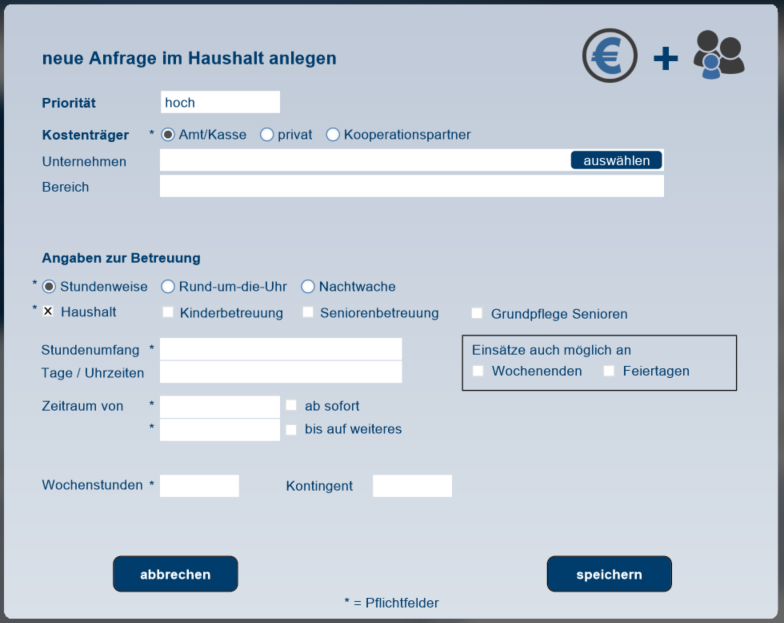 neue Anfrage im Haushalt anlegen
Priorität hoch
Kostenträger * Amt/Kasse privat Kooperationspartner
Unternehmen auswählen
Bereich
Angaben zur Betreuung
* Stundenweise Rund-um-die-Uhr Nachtwache
* x Haushalt Kinderbetreuung Seniorenbetreuung Grundpflege Senioren
Stundenumfang *
Tage / Uhrzeiten
Einsätze auch möglich an
Wochenenden Feiertagen
Zeitraum von * ab sofort
* bis auf weiteres
Wochenstunden * Kontingent
abbrechen speichern
* = Pflichtfelder